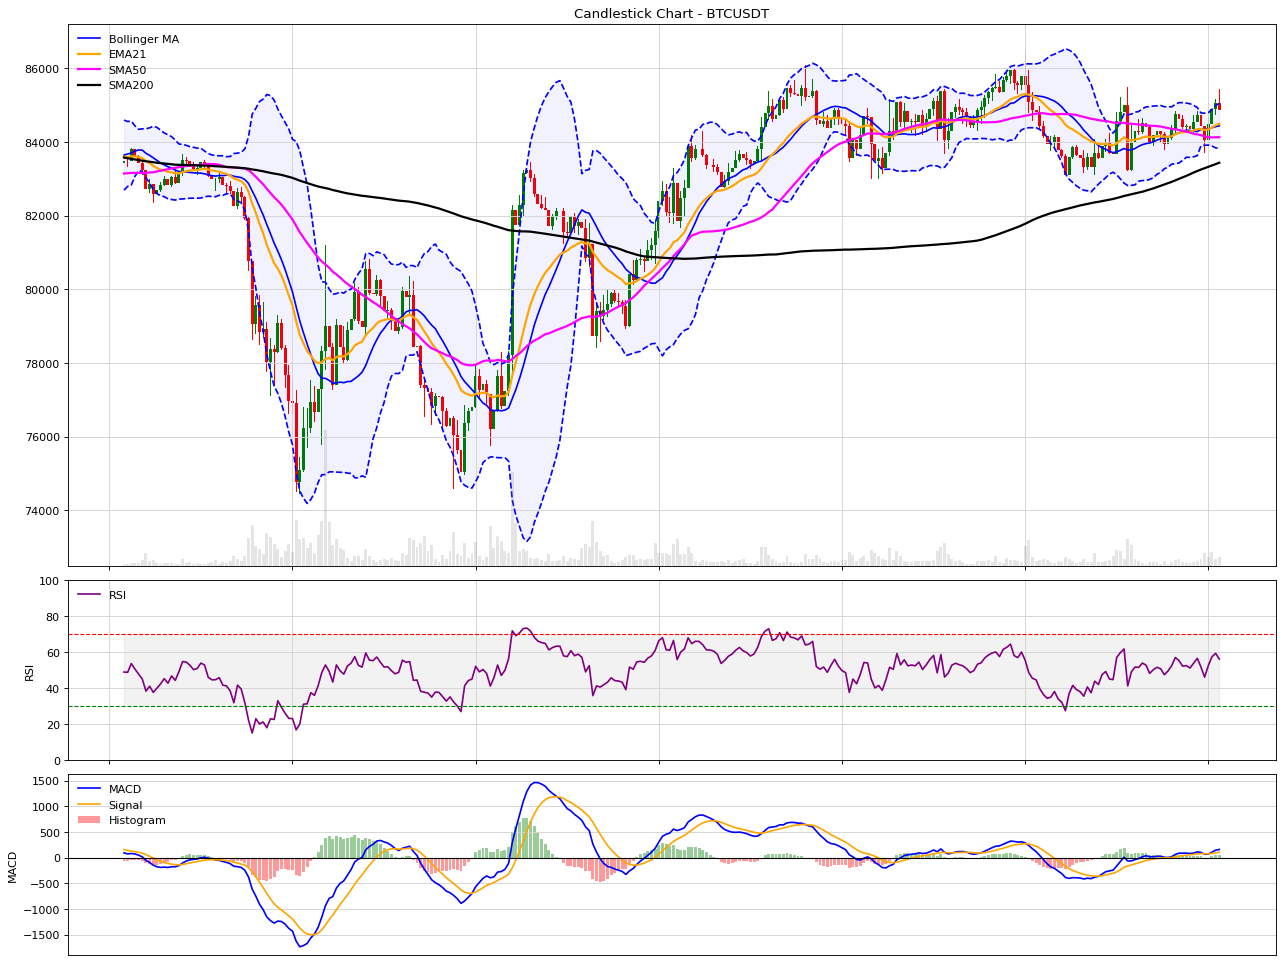 Candlestick Chart - BTCUSDT
Bollinger MA
EMA21
SMA50
SMA200
86000
84000
82000
80000
78000
76000
74000
RSI
100
80
60
40
20
0
RSI
MACD
Signal
Histogram
1500
1000
500
0
−500
−1000
−1500
MACD